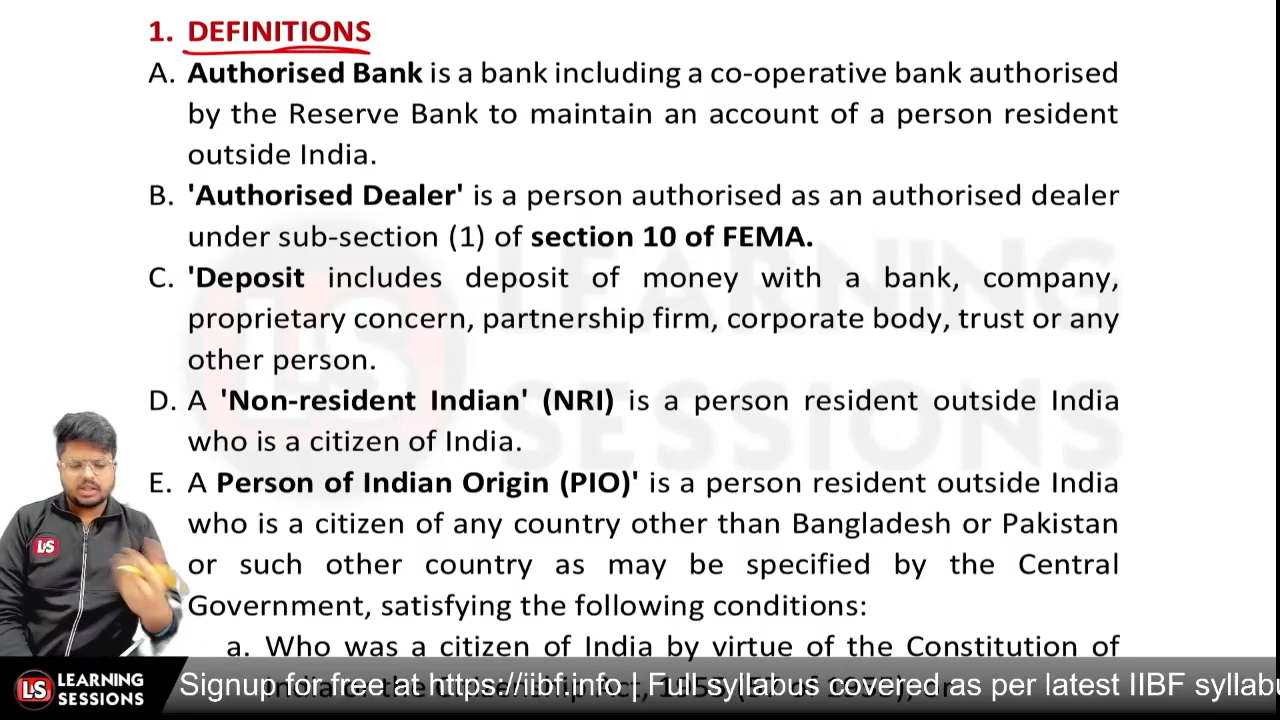 1. DEFINITIONS
A. Authorised Bank is a bank including a co-operative bank authorised
by the Reserve Bank to maintain an account of a person resident
outside India.
B. 'Authorised Dealer' is a person authorised as an authorised dealer
under sub-section (1) of section 10 of FEMA.
C. 'Deposit includes deposit of money with a bank, company,
proprietary concern, partnership firm, corporate body, trust or any
other person.
D. A 'Non-resident Indian' (NRI) is a person resident outside India
who is a citizen of India.
E. A Person of Indian Origin (PIO)' is a person resident outside India
who is a citizen of any country other than Bangladesh or Pakistan
or such other country as may be specified by the Central
Government, satisfying the following conditions:
a. Who was a citizen of India by virtue of the Constitution of
LS LEARNING SESSIONS
LS
LS LEARNING
SESSIONS
Signup for free at https://iibf.info | Full syllabus covered as per latest IIBF syllabu